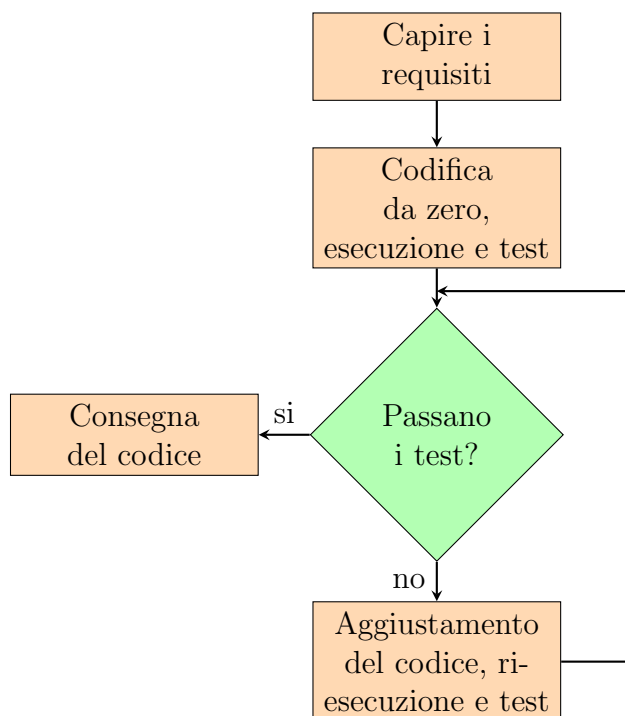 Capire i
requisiti
Codifica
da zero,
esecuzione e test
Passano
i test?
si
Consegna
del codice
no
Aggiustamento
del codice, ri-
esecuzione e test